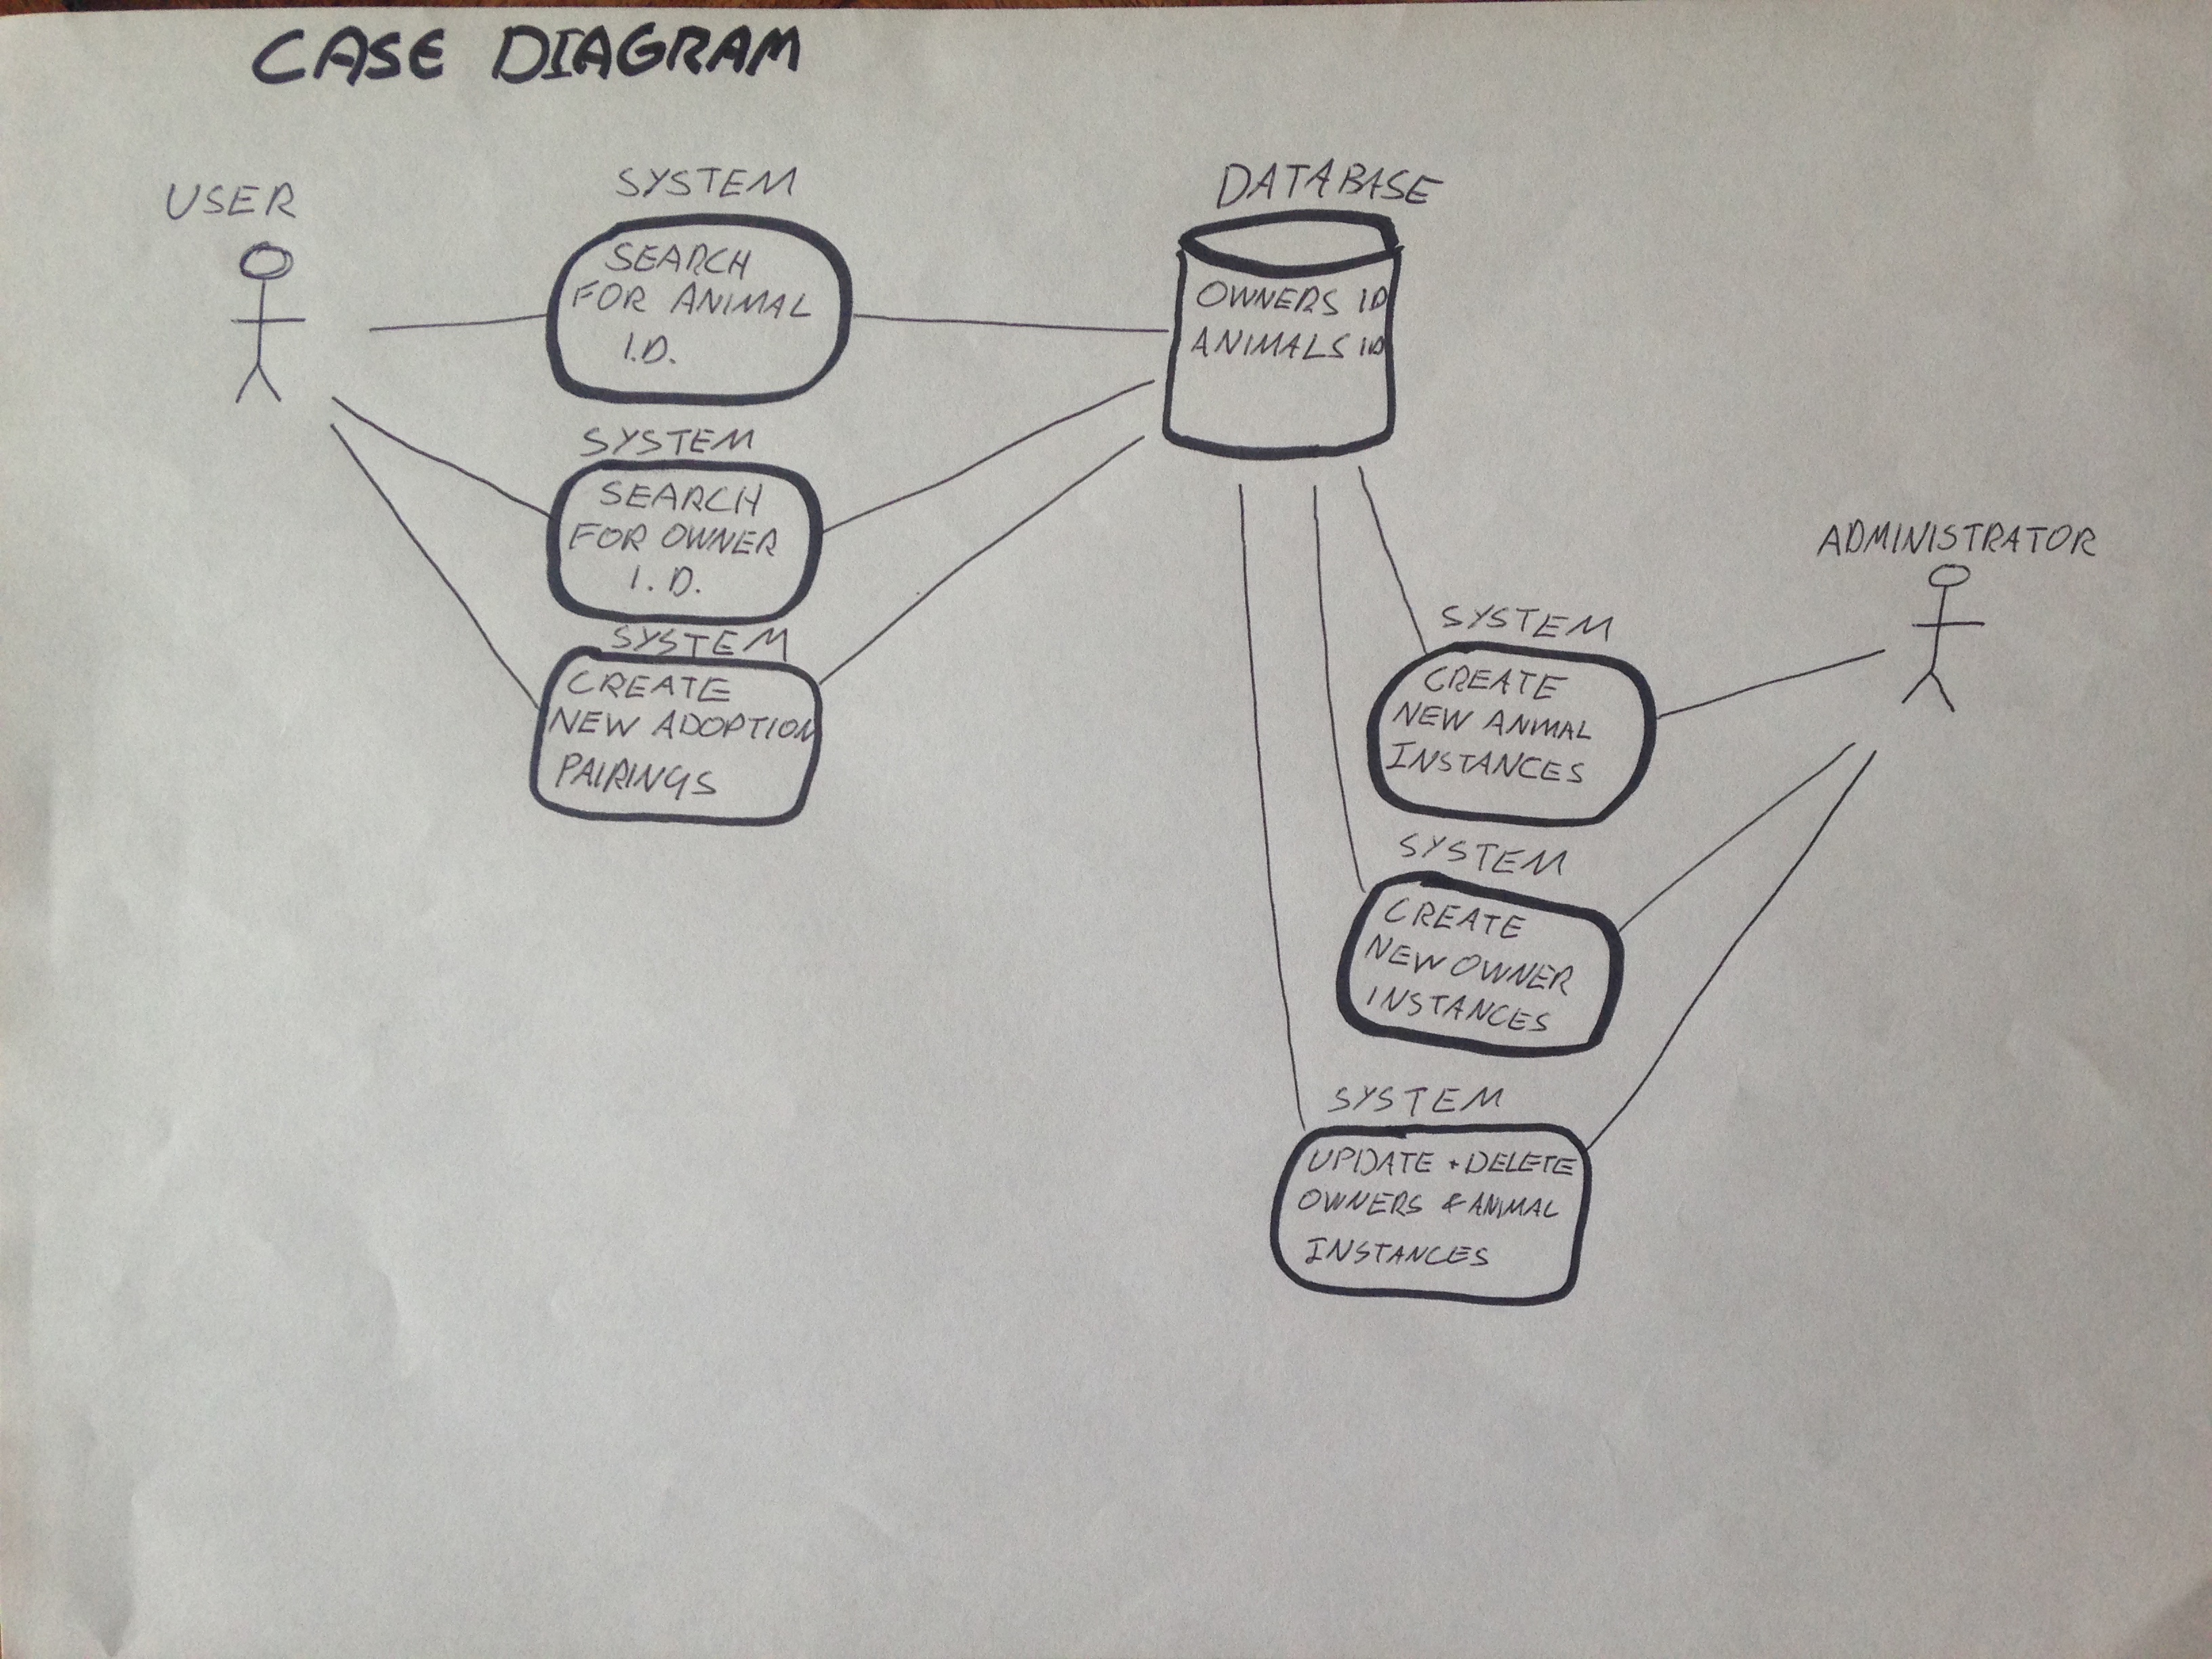 CASE DIAGRAM
USER
SYSTEM
SEARCH
FOR ANIMAL
I.D.
SYSTEM
SEARCH
FOR OWNER
I.D.
SYSTEM
CREATE
NEW ADOPTION
PAIRINGS
DATABASE
OWNERS ID
ANIMALS ID
ADMINISTRATOR
SYSTEM
CREATE
NEW ANIMAL
INSTANCES
SYSTEM
CREATE
NEW OWNER
INSTANCES
SYSTEM
UPDATE + DELETE
OWNERS & ANIMAL
INSTANCES